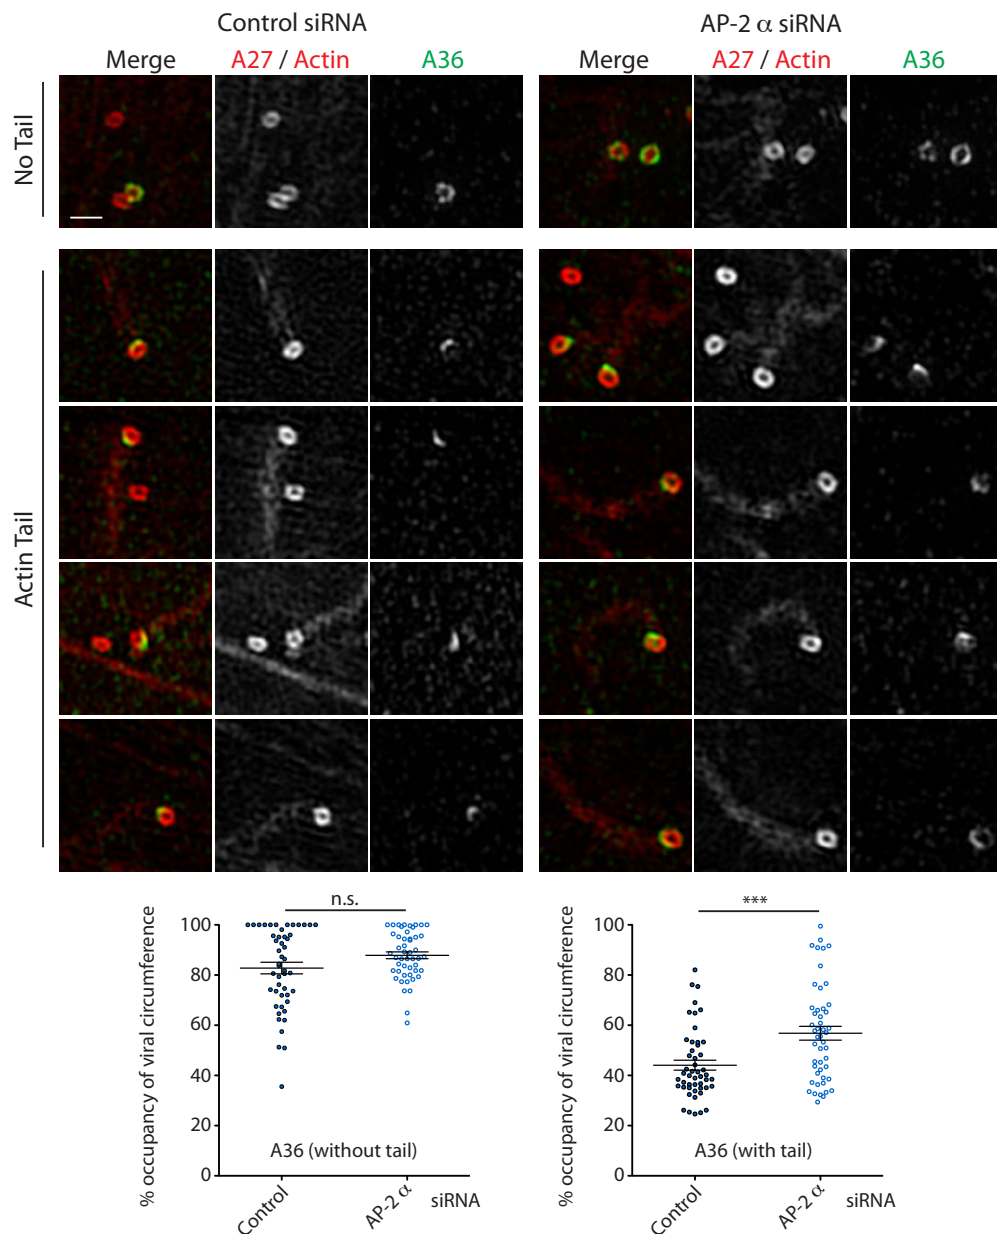 Control siRNA
AP-2 α siRNA
Merge
A27 / Actin
A36
Merge
A27 / Actin
A36
No Tail
Actin Tail
n.s.
% occupancy of viral circumference
100
80
60
40
20
0
A36 (without tail)
Control
AP-2 α
siRNA
***
% occupancy of viral circumference
100
80
60
40
20
0
A36 (with tail)
Control
AP-2 α
siRNA